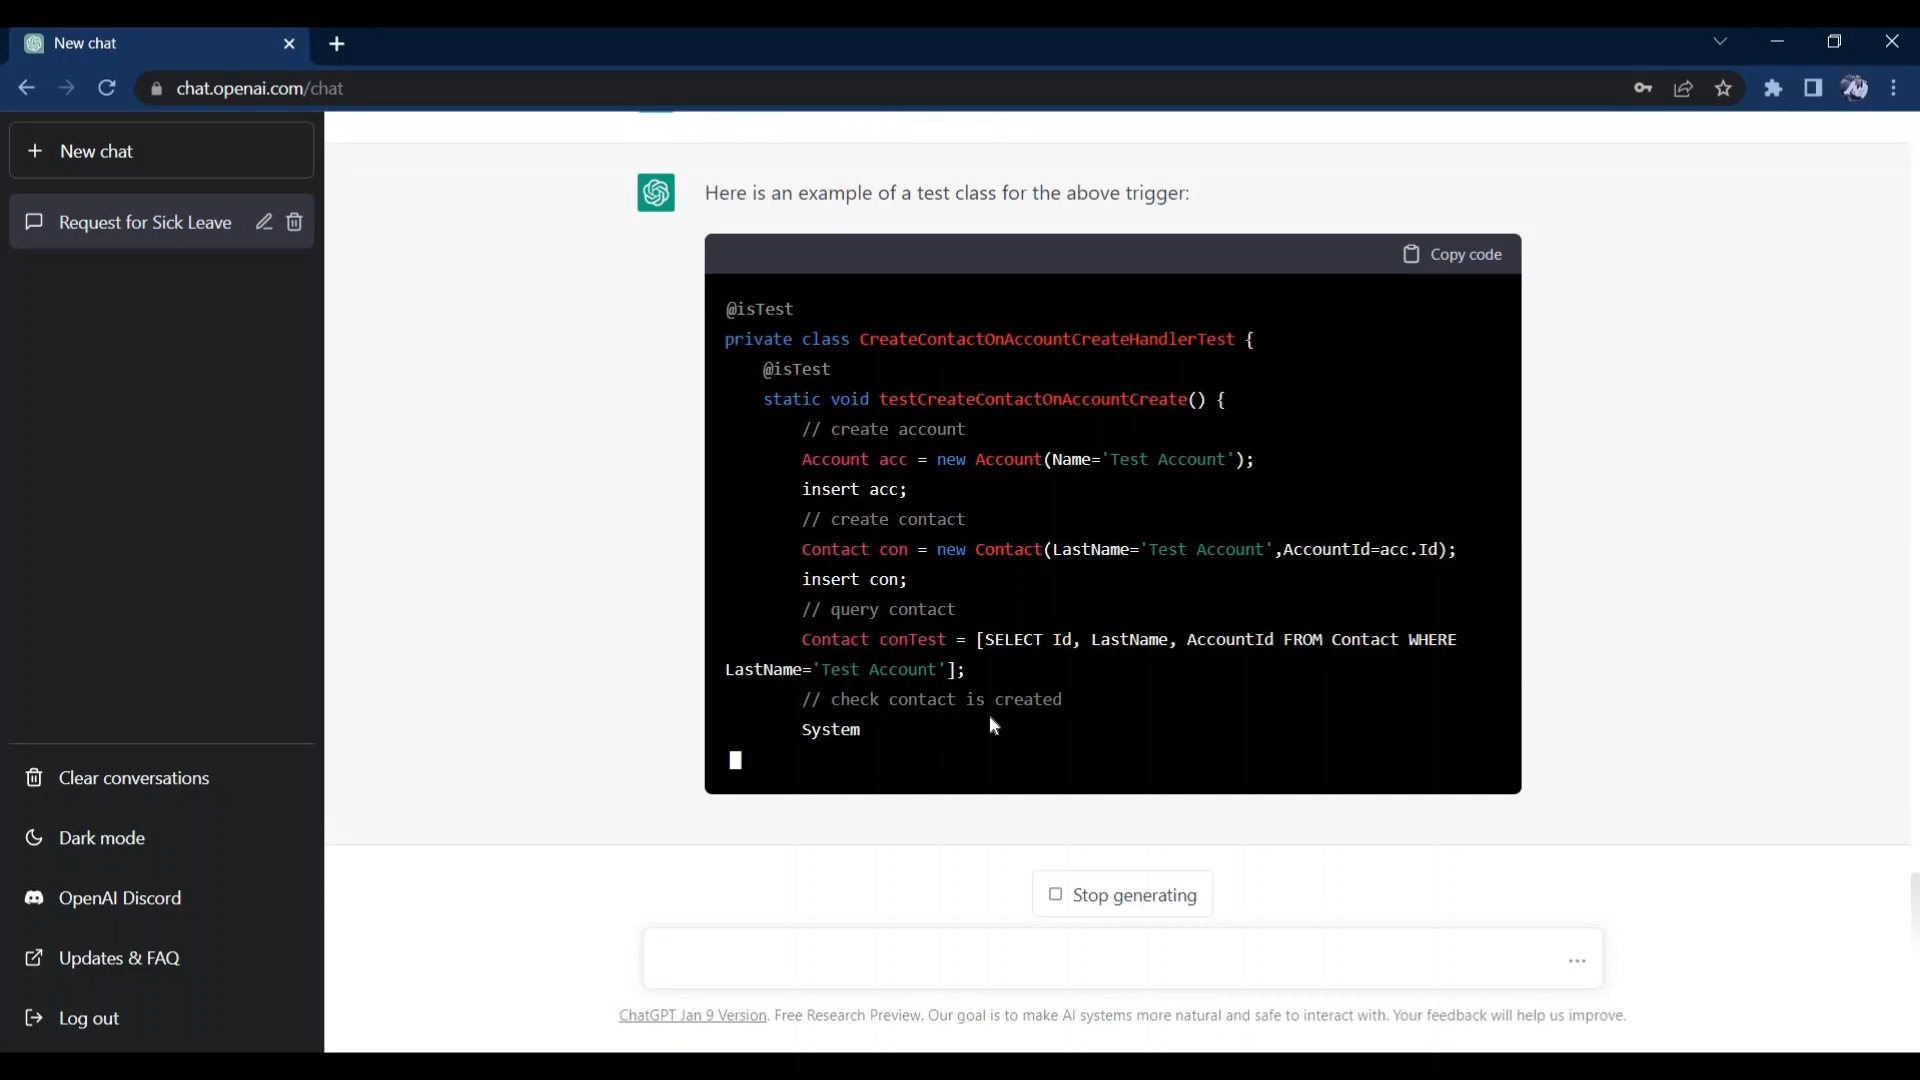 New chat
chat.openai.com/chat
New chat
Request for Sick Leave
Clear conversations
Dark mode
OpenAI Discord
Updates & FAQ
Log out
Here is an example of a test class for the above trigger:
Copy code
@isTest
private class CreateContactOnAccountCreateHandlerTest {
@isTest
static void testCreateContactOnAccountCreate() {
// create account
Account acc = new Account(Name='Test Account');
insert acc;
// create contact
Contact con = new Contact(LastName='Test Account',AccountId=acc.Id);
insert con;
// query contact
Contact conTest = [SELECT Id, LastName, AccountId FROM Contact WHERE
LastName='Test Account'];
// check contact is created
System
Stop generating
ChatGPT Jan 9 Version. Free Research Preview. Our goal is to make AI systems more natural and safe to interact with. Your feedback will help us improve.